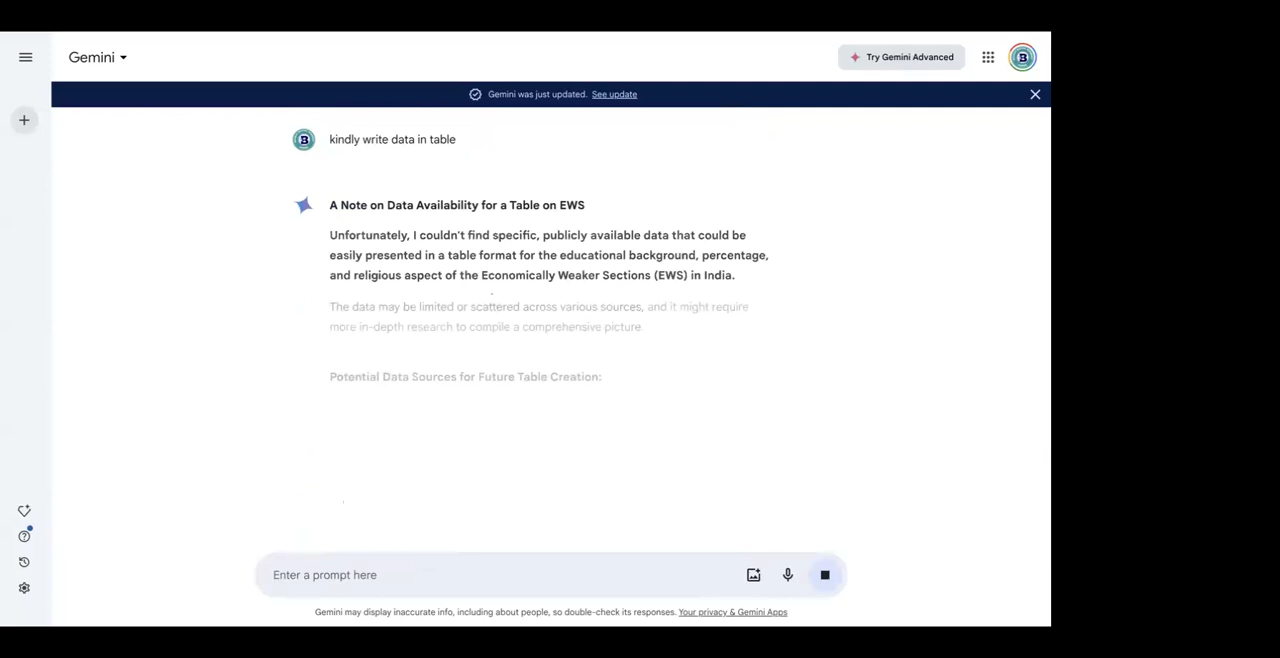 Gemini
Try Gemini Advanced
B
Gemini was just updated. See update
B
kindly write data in table
A Note on Data Availability for a Table on EWS
Unfortunately, I couldn't find specific, publicly available data that could be
easily presented in a table format for the educational background, percentage,
and religious aspect of the Economically Weaker Sections (EWS) in India.
The data may be limited or scattered across various sources, and it might require
more in-depth research to compile a comprehensive picture.
Potential Data Sources for Future Table Creation:
Enter a prompt here
Gemini may display inaccurate info, including about people, so double-check its responses. Your privacy & Gemini Apps